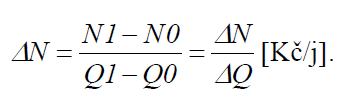 ΔN = (N1 − N0)/(Q1 − Q0) = ΔN/ΔQ [Kč/j].